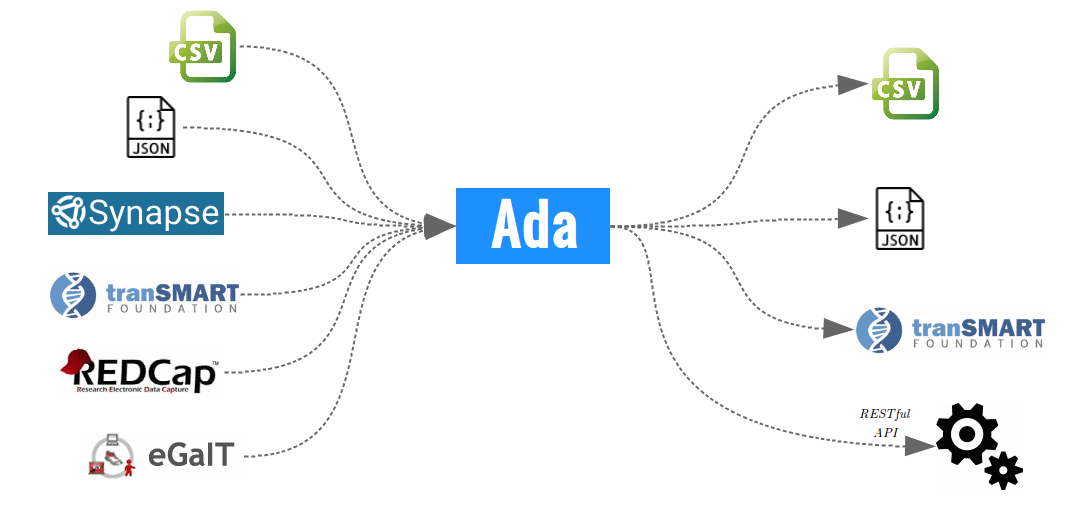 CSV
{;}
JSON
Synapse
tranSMART
FOUNDATION
REDCap™
Research Electronic Data Capture
eGaIT
Ada
CSV
{;}
JSON
tranSMART
FOUNDATION
RESTful
API